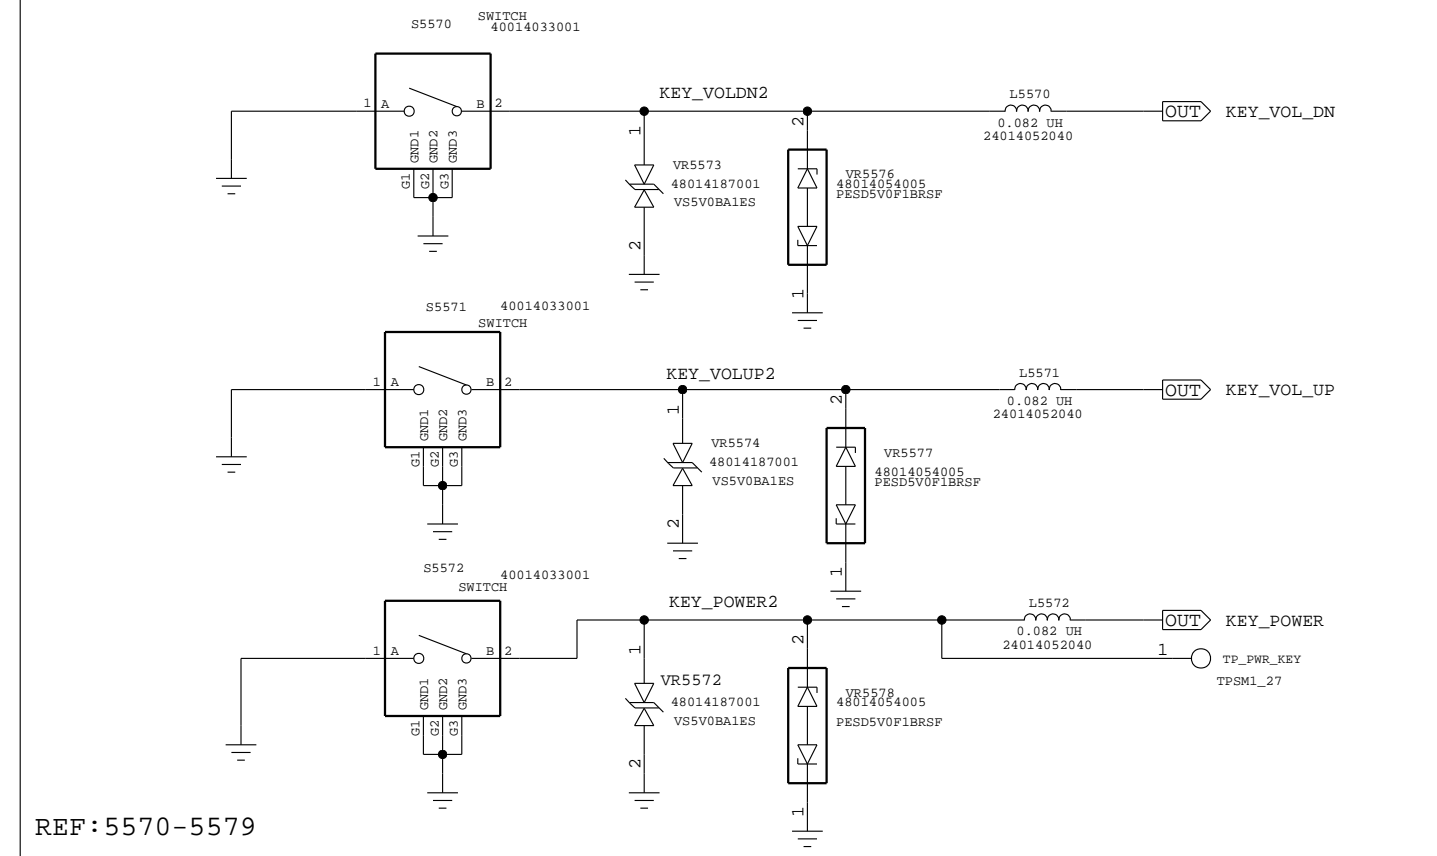 SWITCH
S5570
40014033001
KEY_VOLDN2
L5570
1 A B 2
OUT KEY_VOL_DN
0.082 UH
24014052040
GND1
GND2
GND3
G1
G2
G3
1
2
VR5573
48014187001
VS5V0BA1ES
2
VR5576
48014054005
PESD5V0F1BRSF
1
S5571
40014033001
SWITCH
KEY_VOLUP2
L5571
1 A B 2
OUT KEY_VOL_UP
0.082 UH
24014052040
GND1
GND2
GND3
G1
G2
G3
1
2
VR5574
48014187001
VS5V0BA1ES
2
VR5577
48014054005
PESD5V0F1BRSF
1
S5572
40014033001
SWITCH
KEY_POWER2
L5572
OUT KEY_POWER
0.082 UH
24014052040
1 A B 2
GND1
GND2
GND3
G1
G2
G3
1
2
VR5572
48014187001
VS5V0BA1ES
2
VR5578
48014054005
PESD5V0F1BRSF
1
1 TP_PWR_KEY
TPSM1_27
REF:5570-5579